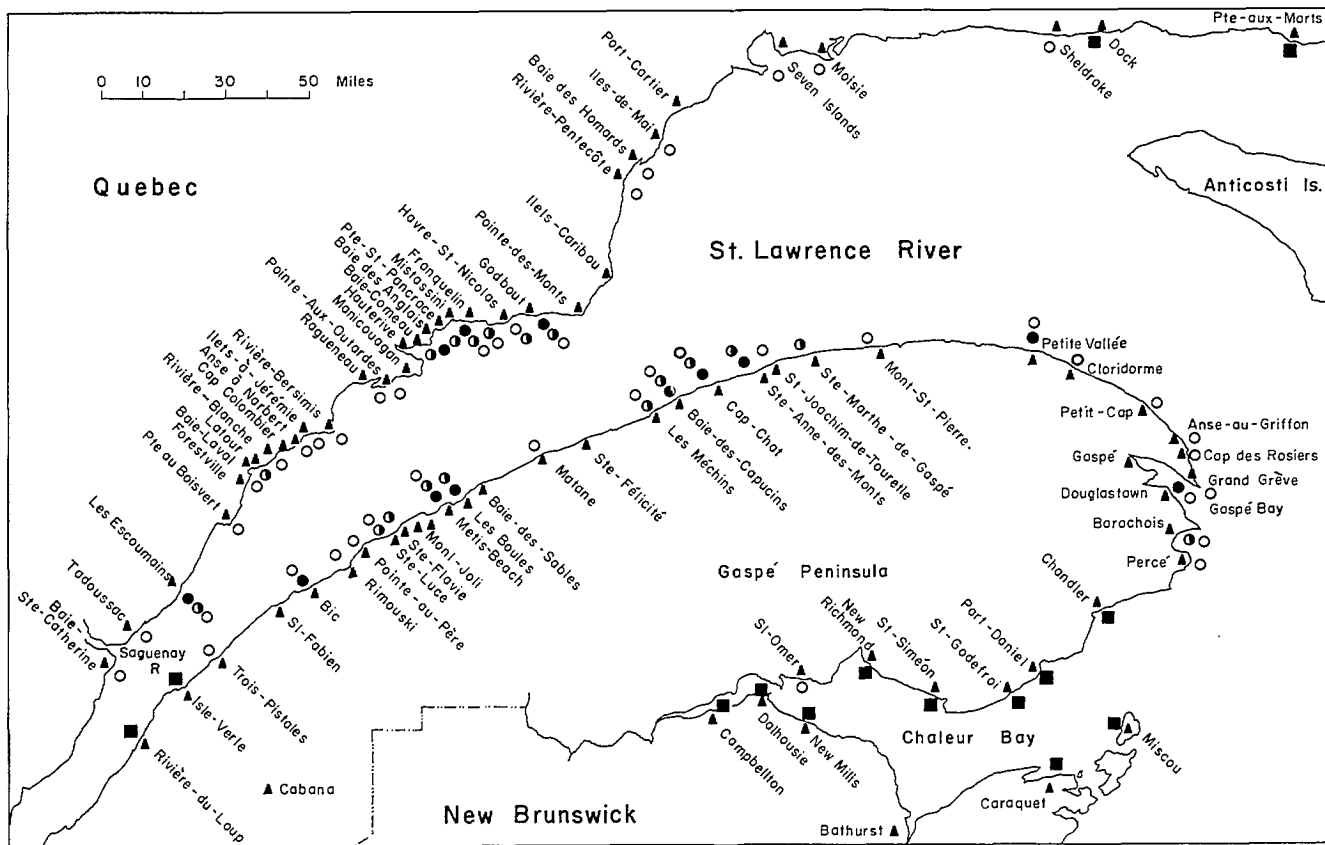 Pte-aux-Morts
Dock
Sheldroke
Moisie
Seven Islands
Port-Cartier
Iles-de-Mai
Baie des Homards
Rivière-Pentecôte
0 10 30 50 Miles
Quebec
Anticosti Is.
St. Lawrence River
Ilets-Caribou
Pointe-des-Monts
Godbout
Havre-St-Nicolas
Franquelin
Mistassini
Pte-St-Pancrace
Baie des Anglais
Baie-Comeau
Hauterive
Manicouagan
Pointe-Aux-Outardes
Ragueneau
Rivière-Bersimis
Ilets-à-Jérémie
Anse à Norbert
Cap Colombier
Rivière-Blanche
Latour
Baie-Laval
Forestville
Pte au Boisvert
Les Escoumains
Tadoussac
Baie-
Ste-Catherine
Saguenay
R
Petite Vallée
Cloridorme
Petit-Cap
Anse-au-Griffon
Cap des Rosiers
Grand Grève
Gaspé
Gaspé Bay
Douglastown
Barachois
Percé
Chandler
Mont-St-Pierre.
Ste-Marthe-de-Gaspé
St-Joachim-de-Tourelle
Ste-Anne-des-Monts
Cap-Chat
Baie-des-Capucins
Les Méchins
Ste-Félicité
Matane
Baie-des-Sables
Les Boules
Metis-Beach
Mont-Joli
Ste-Flavie
Ste-Luce
Pointe-au-Père
Rimouski
Bic
St-Fabien
Trois-Pistoles
Isle-Verte
Rivière-du-Loup
Cabana
Gaspé Peninsula
Port-Daniel
St-Godefroi
St-Siméon
New
Richmond
St-Omer
Chaleur Bay
Miscou
Caraquet
Bathurst
New Mills
Dalhousie
Campbellton
New Brunswick